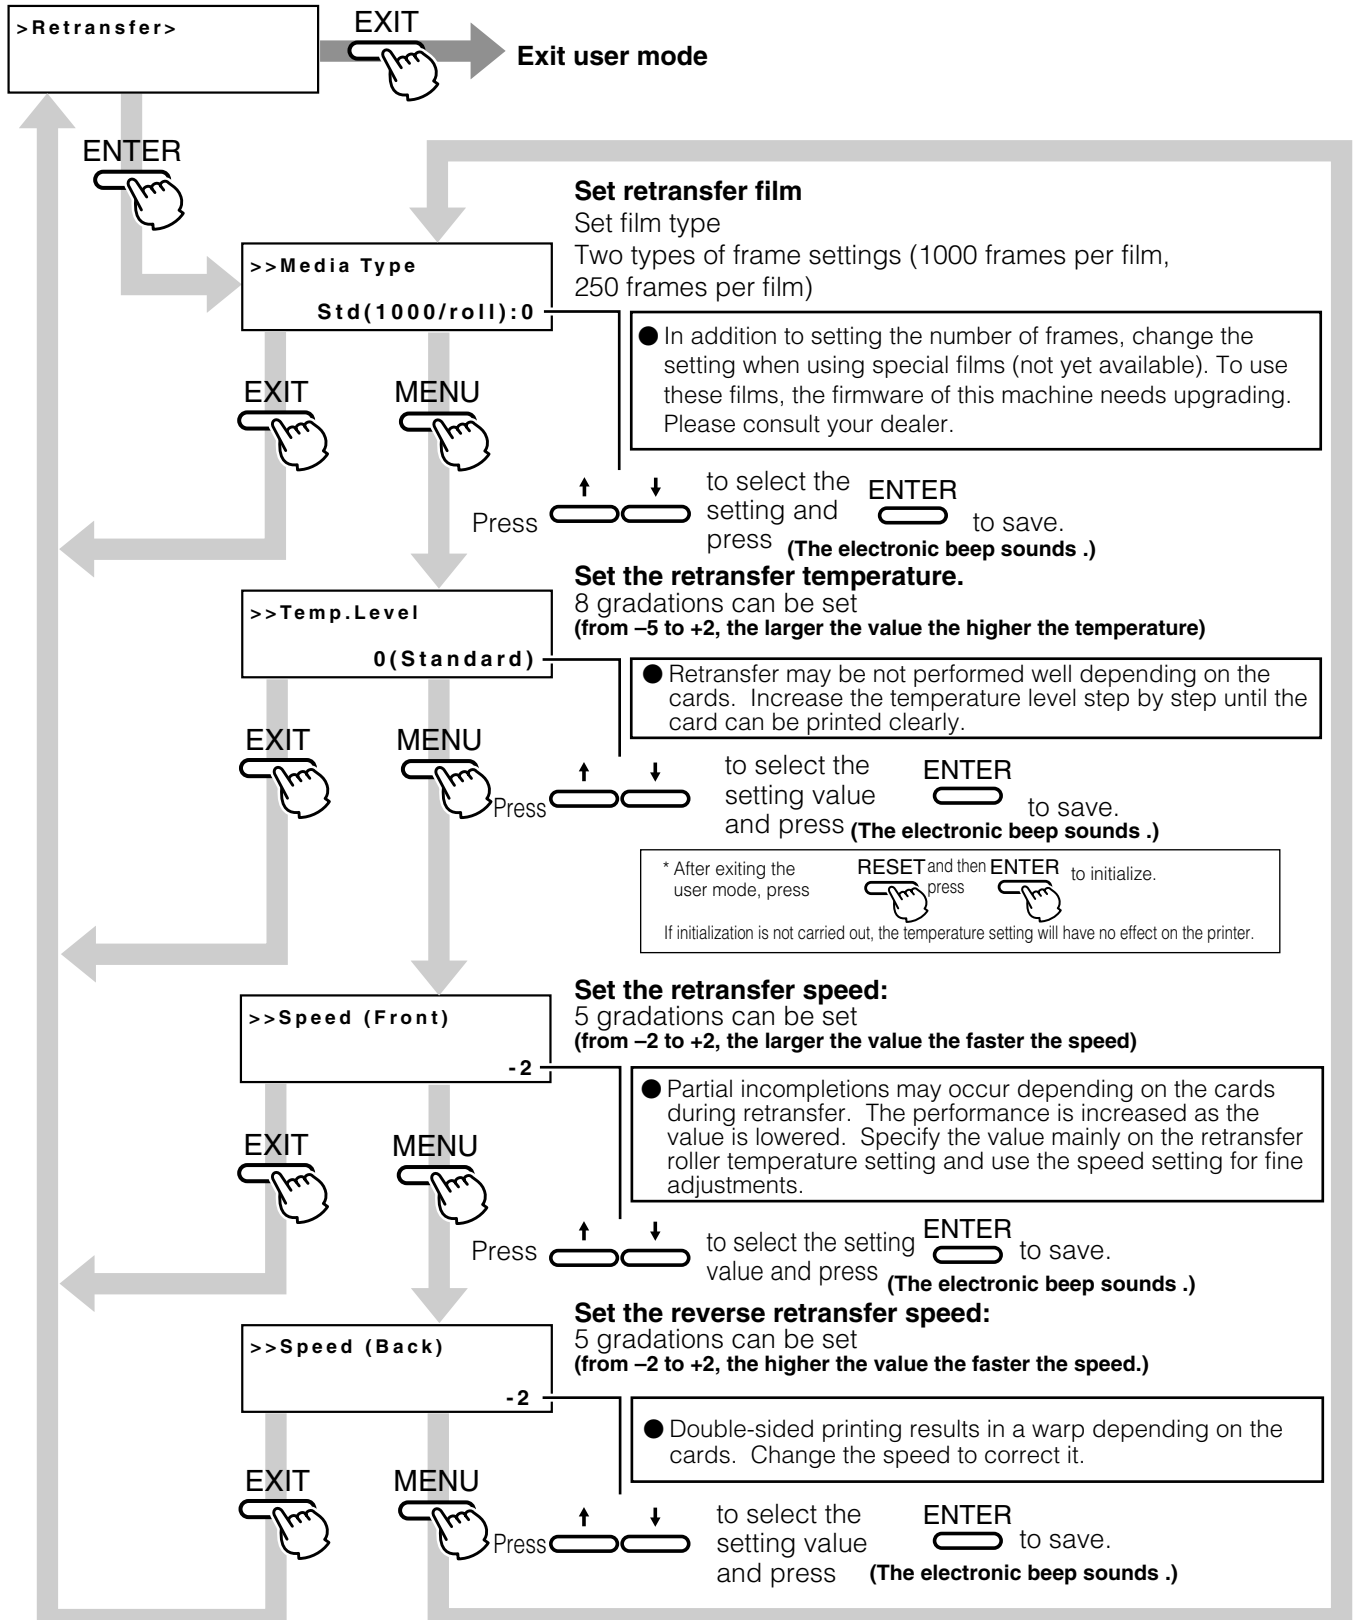 >Retransfer>
EXIT
Exit user mode
ENTER
Set retransfer film
Set film type
Two types of frame settings (1000 frames per film,
250 frames per film)
>>Media Type
Std(1000/roll):0
● In addition to setting the number of frames, change the
setting when using special films (not yet available). To use
these films, the firmware of this machine needs upgrading.
Please consult your dealer.
EXIT
MENU
Press
to select the
setting and
press
ENTER
to save.
(The electronic beep sounds .)
Set the retransfer temperature.
8 gradations can be set
(from –5 to +2, the larger the value the higher the temperature)
>>Temp.Level
0(Standard)
● Retransfer may be not performed well depending on the
cards. Increase the temperature level step by step until the
card can be printed clearly.
EXIT
MENU
Press
to select the
setting value
and press
ENTER
to save.
(The electronic beep sounds .)
* After exiting the
user mode, press
RESET
and then
press
ENTER
to initialize.
If initialization is not carried out, the temperature setting will have no effect on the printer.
Set the retransfer speed:
5 gradations can be set
(from –2 to +2, the larger the value the faster the speed)
>>Speed (Front)
-2
● Partial incompletions may occur depending on the cards
during retransfer. The performance is increased as the
value is lowered. Specify the value mainly on the retransfer
roller temperature setting and use the speed setting for fine
adjustments.
EXIT
MENU
Press
to select the setting
value and press
ENTER
to save.
(The electronic beep sounds .)
Set the reverse retransfer speed:
5 gradations can be set
(from –2 to +2, the higher the value the faster the speed.)
>>Speed (Back)
-2
● Double-sided printing results in a warp depending on the
cards. Change the speed to correct it.
EXIT
MENU
Press
to select the
setting value
and press
ENTER
to save.
(The electronic beep sounds .)